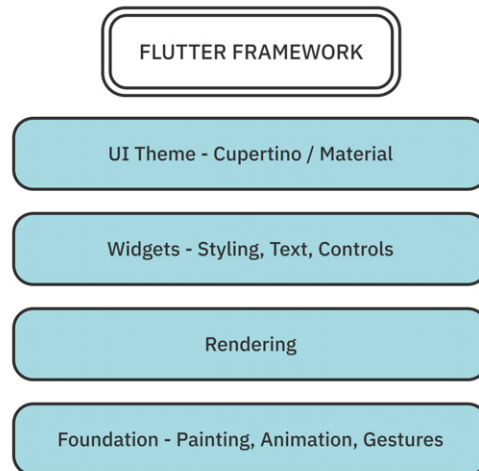 FLUTTER FRAMEWORK
UI Theme - Cupertino / Material
Widgets - Styling, Text, Controls
Rendering
Foundation - Painting, Animation, Gestures